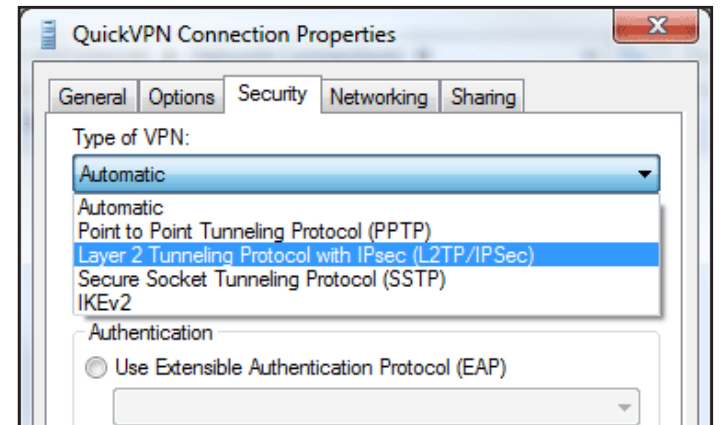 QuickVPN Connection Properties
X
General Options Security Networking Sharing
Type of VPN:
Automatic
Automatic
Point to Point Tunneling Protocol (PPTP)
Layer 2 Tunneling Protocol with IPsec (L2TP/IPSec)
Secure Socket Tunneling Protocol (SSTP)
IKEv2
Authentication
Use Extensible Authentication Protocol (EAP)